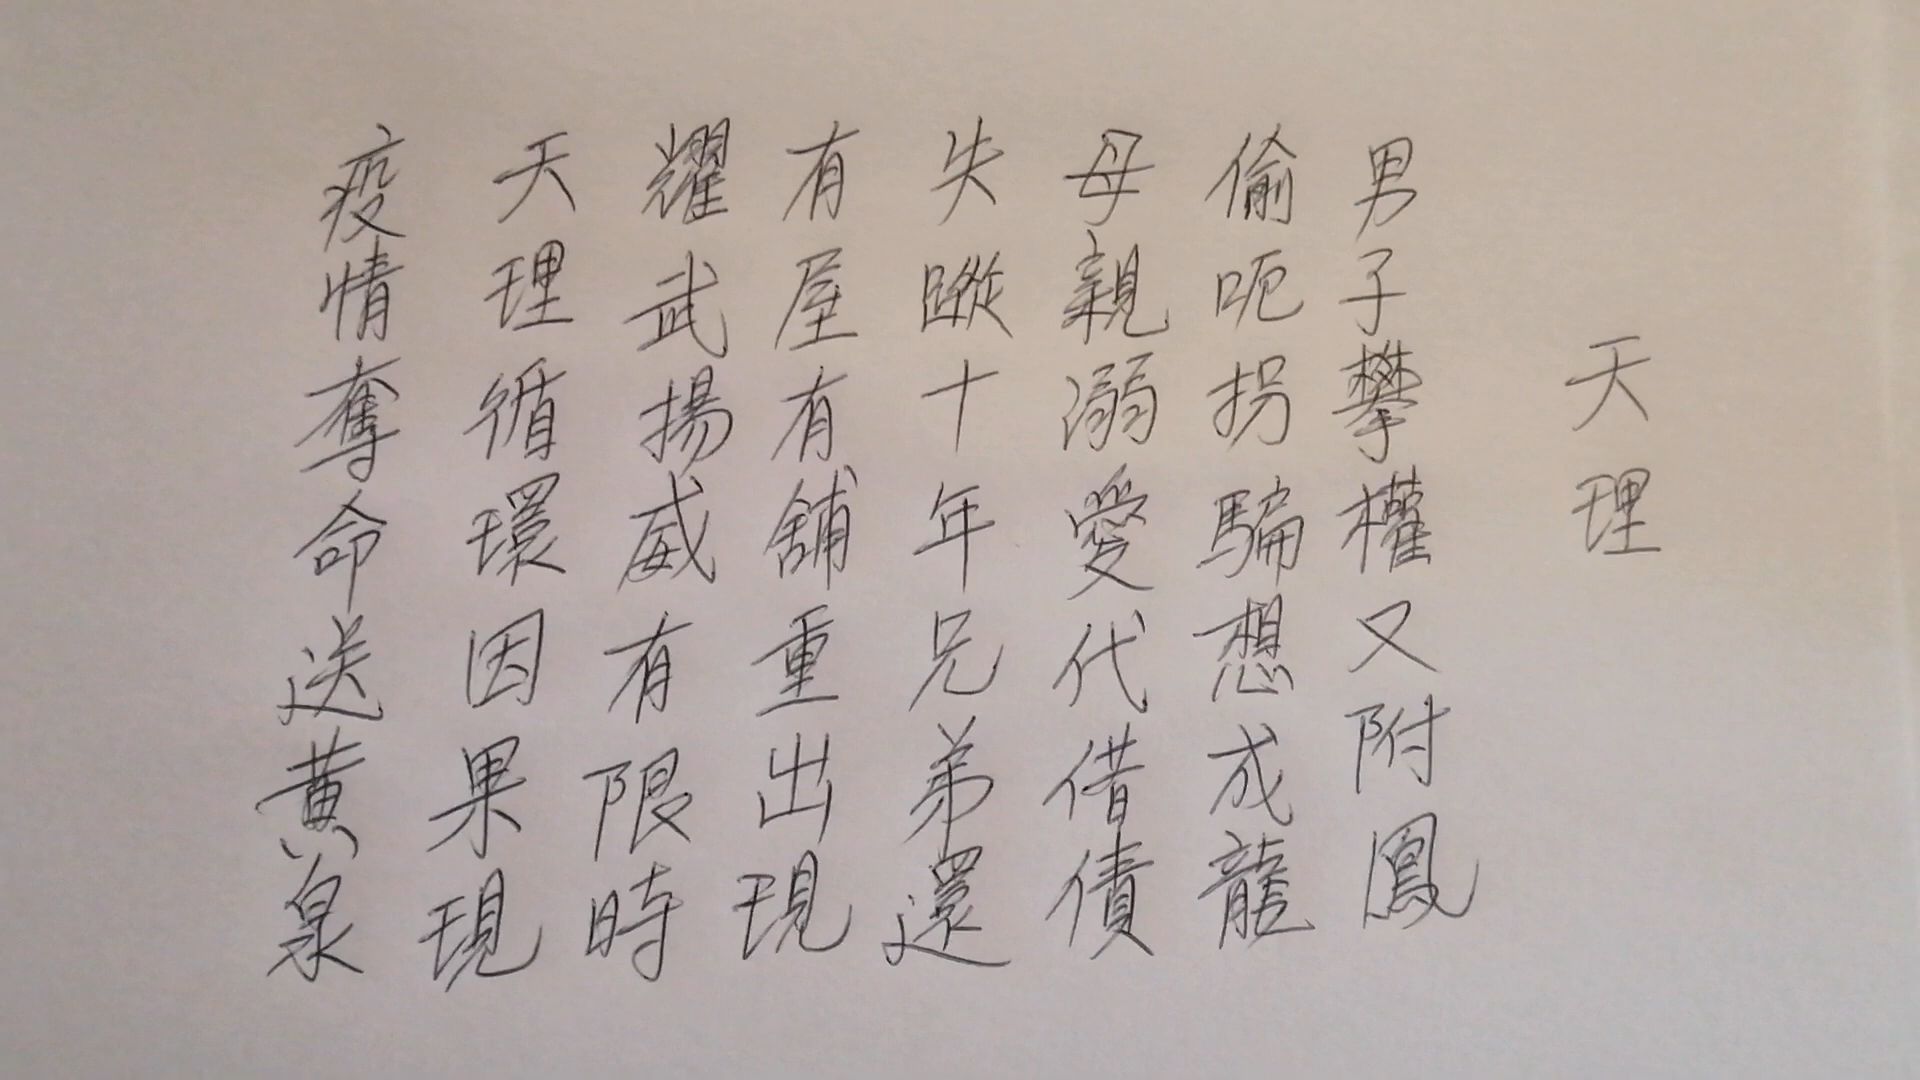 天理
男子攀權又附鳳
偷呃拐騙想成龍
母親溺愛代借債
失蹤十年兄弟還
有屋有舖重出現
耀武揚威有限時
天理循環因果現
疫情奪命送黃泉